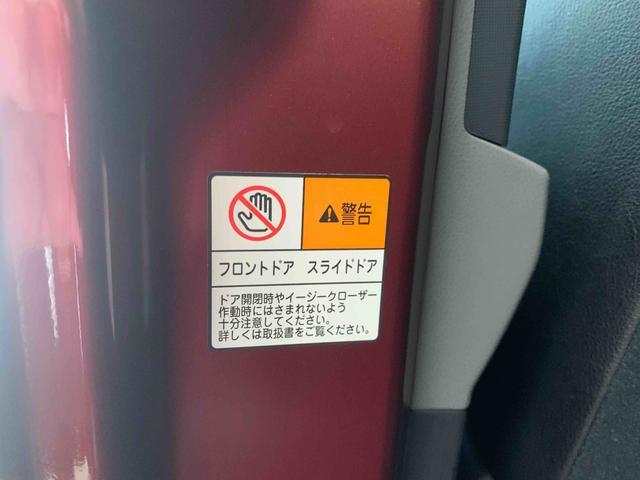 警告
フロントドア　スライドドア
ドア開閉時やイージークローザー
作動時にはさまれないよう
十分注意してください。
詳しくは取扱書をご覧ください。